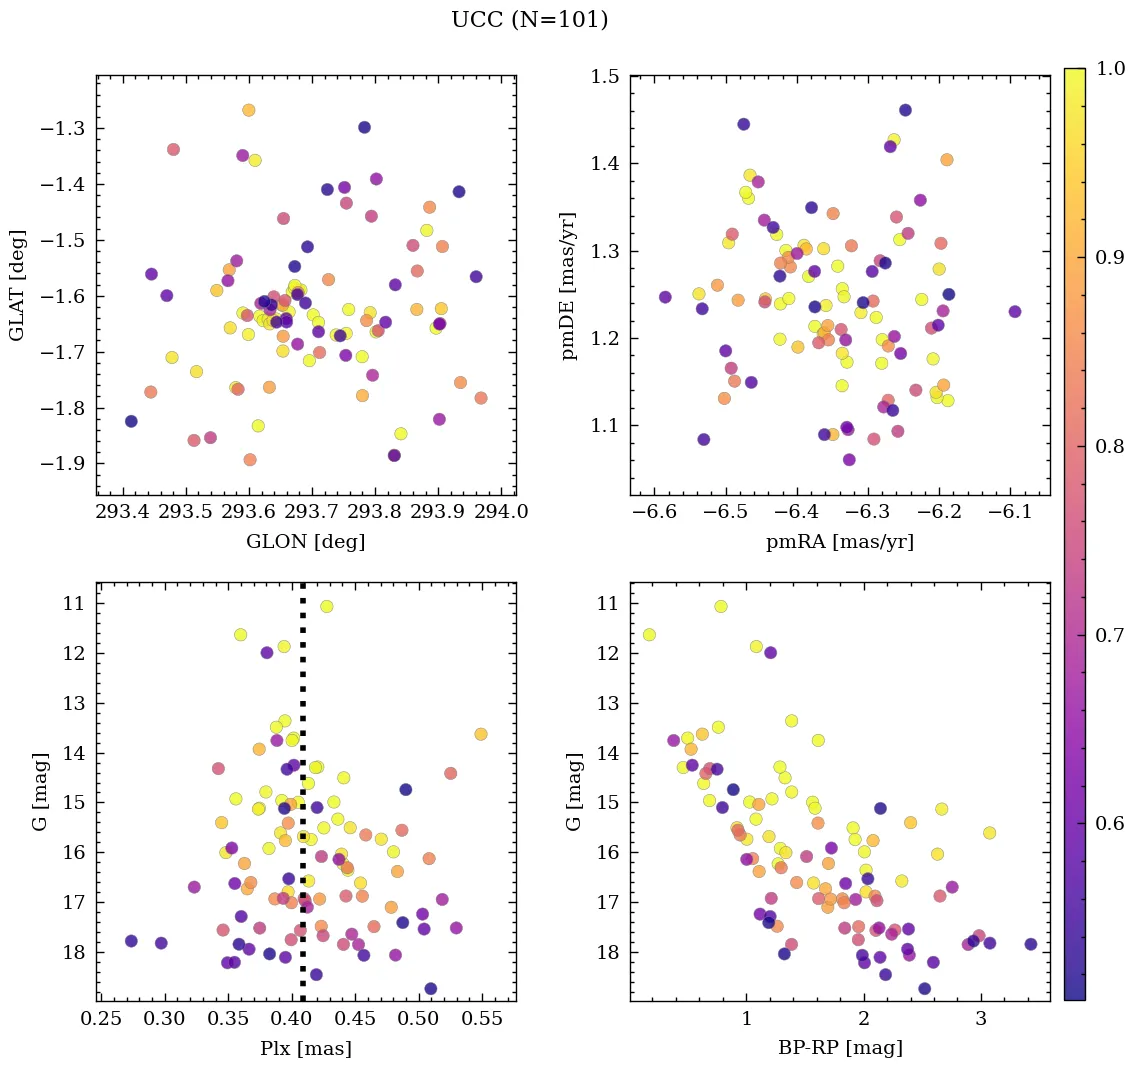 UCC (N=101)
−1.3
−1.4
−1.5
−1.6
−1.7
−1.8
−1.9
GLAT [deg]
293.4 293.5 293.6 293.7 293.8 293.9 294.0
GLON [deg]
1.5
1.4
1.3
1.2
1.1
pmDE [mas/yr]
−6.6 −6.5 −6.4 −6.3 −6.2 −6.1
pmRA [mas/yr]
1.0
0.9
0.8
0.7
0.6
11
12
13
14
15
16
17
18
G [mag]
0.25 0.30 0.35 0.40 0.45 0.50 0.55
Plx [mas]
11
12
13
14
15
16
17
18
G [mag]
1 2 3
BP-RP [mag]